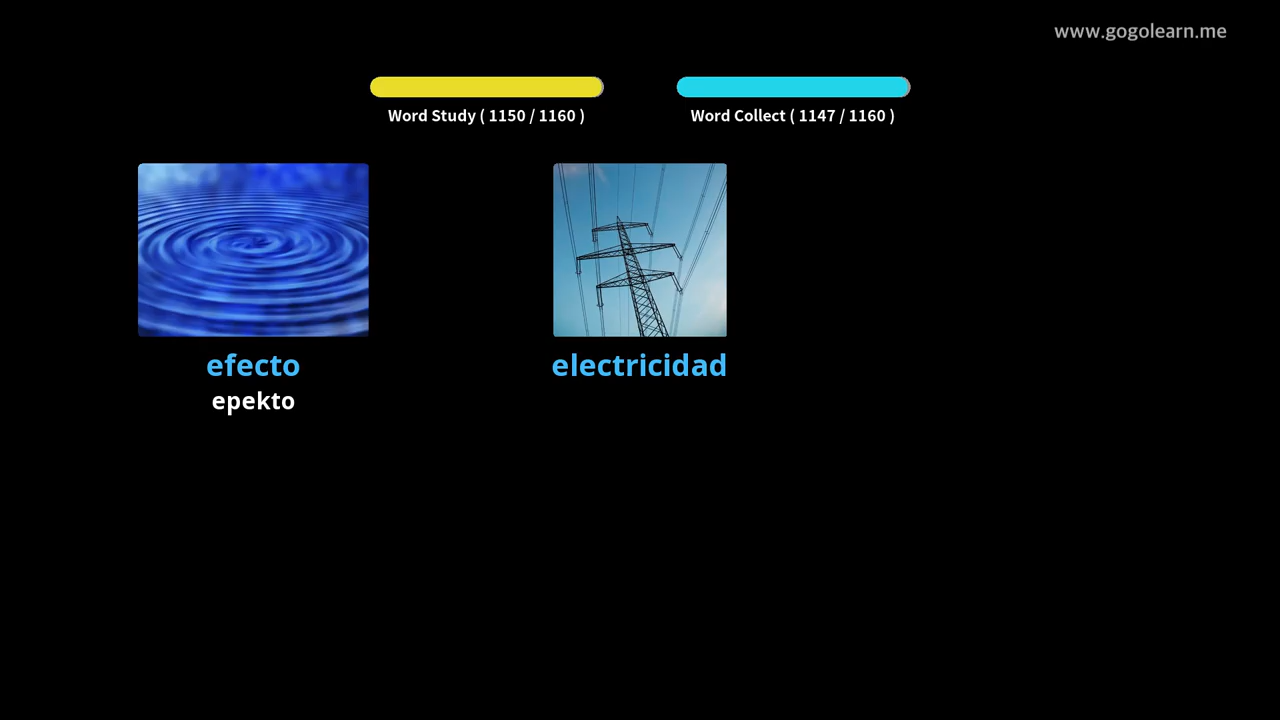 www.gogolearn.me
Word Study ( 1150 / 1160 )
Word Collect ( 1147 / 1160 )
efecto
epekto
electricidad